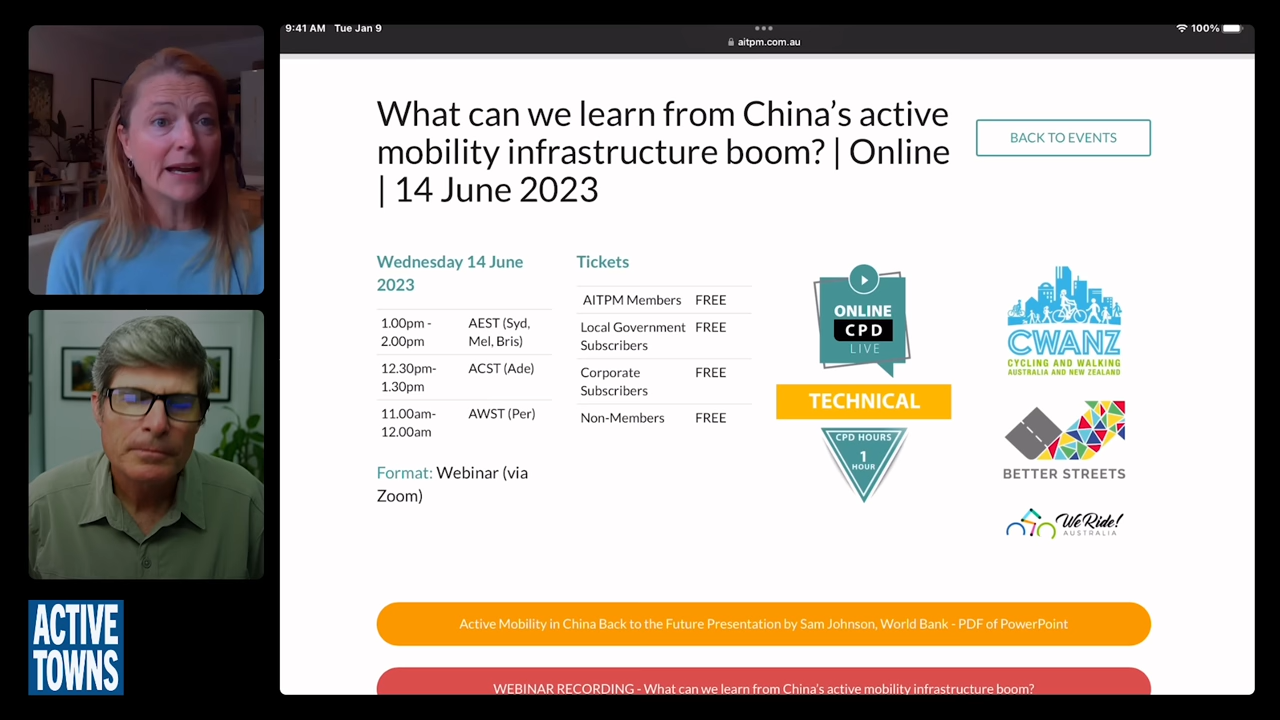 9:41 AM Tue Jan 9
100%
aitpm.com.au
What can we learn from China’s active
mobility infrastructure boom? | Online
| 14 June 2023
BACK TO EVENTS
Wednesday 14 June
2023
1.00pm -
2.00pm
AEST (Syd,
Mel, Bris)
12.30pm-
1.30pm
ACST (Ade)
11.00am-
12.00am
AWST (Per)
Format: Webinar (via
Zoom)
Tickets
AITPM Members FREE
Local Government
Subscribers
FREE
Corporate
Subscribers
FREE
Non-Members FREE
ONLINE
CPD
LIVE
TECHNICAL
CPD HOURS
1
HOUR
CWANZ
CYCLING AND WALKING
AUSTRALIA AND NEW ZEALAND
BETTER STREETS
We Ride!
AUSTRALIA
Active Mobility in China Back to the Future Presentation by Sam Johnson, World Bank - PDF of PowerPoint
WEBINAR RECORDING - What can we learn from China’s active mobility infrastructure boom?
ACTIVE
TOWNS